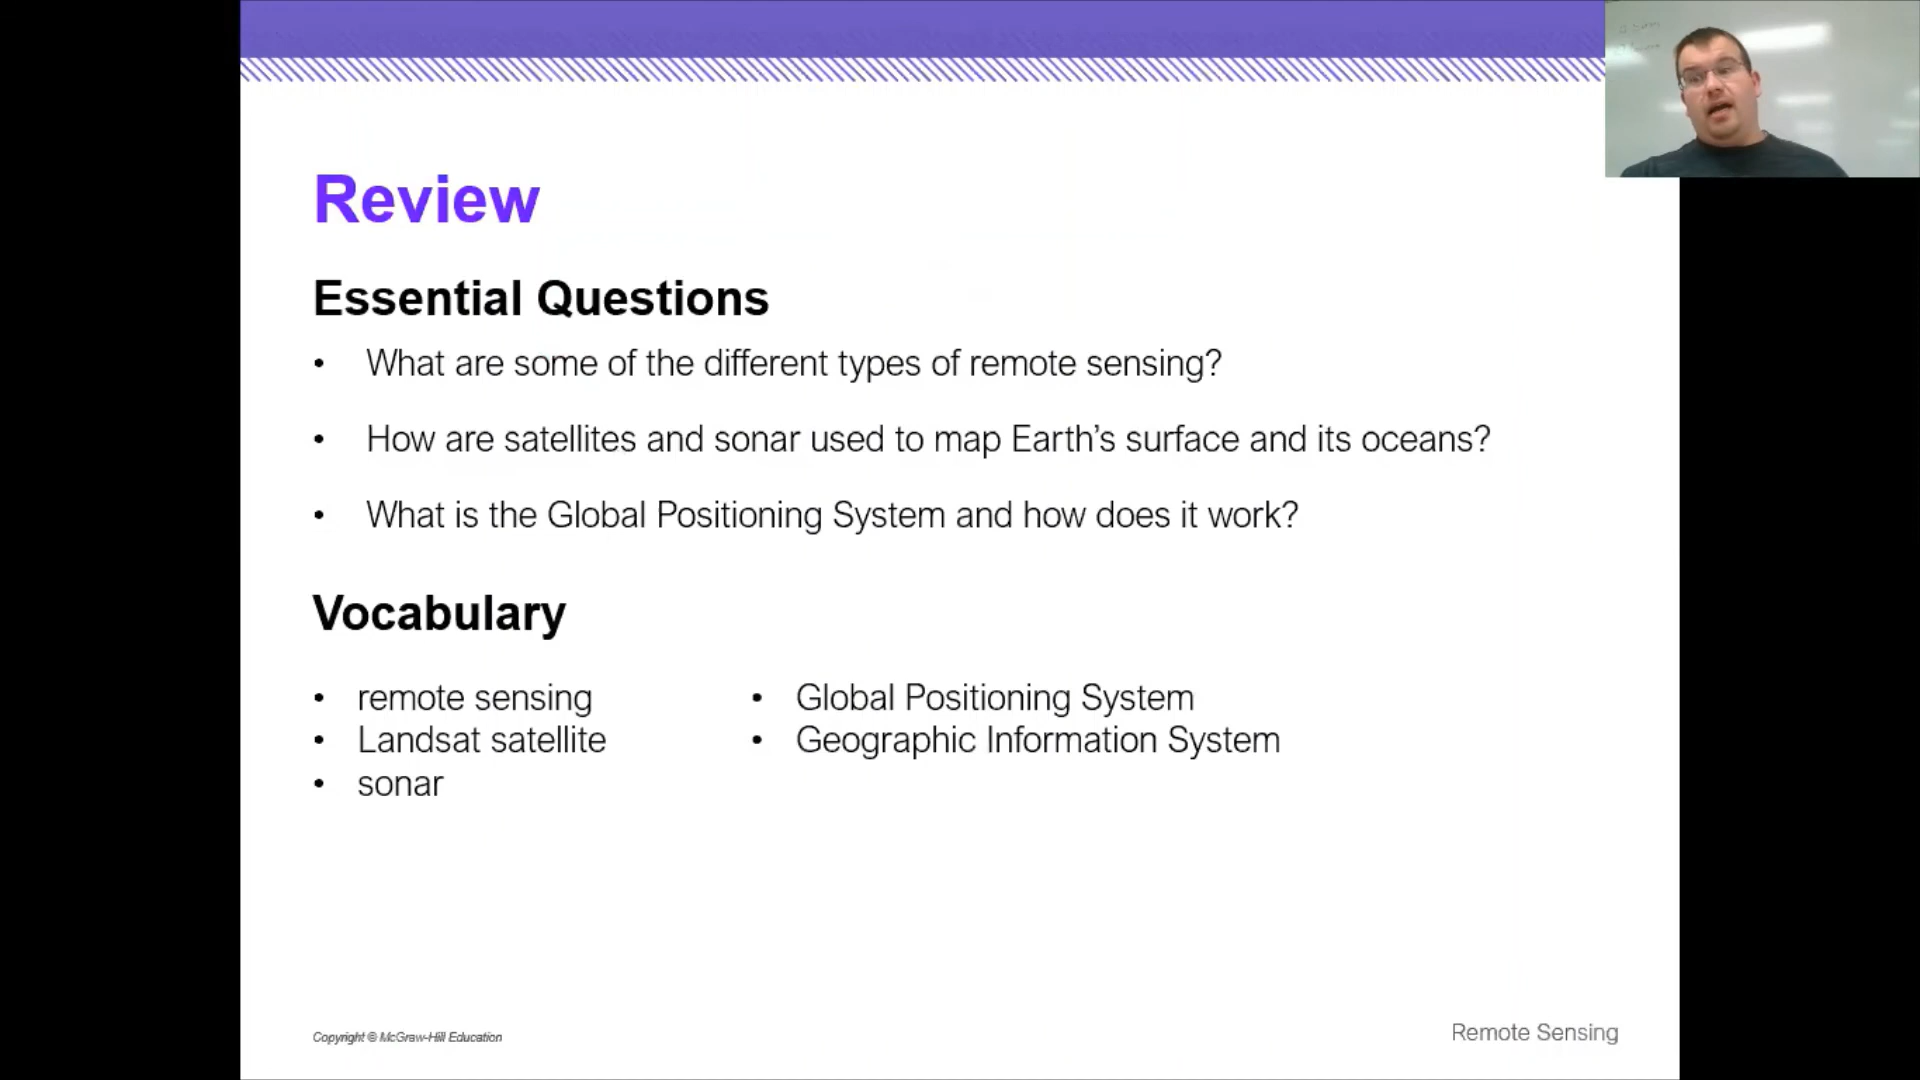 Review
Essential Questions
• What are some of the different types of remote sensing?
• How are satellites and sonar used to map Earth's surface and its oceans?
• What is the Global Positioning System and how does it work?
Vocabulary
• remote sensing
• Landsat satellite
• sonar
• Global Positioning System
• Geographic Information System
Copyright © McGraw-Hill Education
Remote Sensing